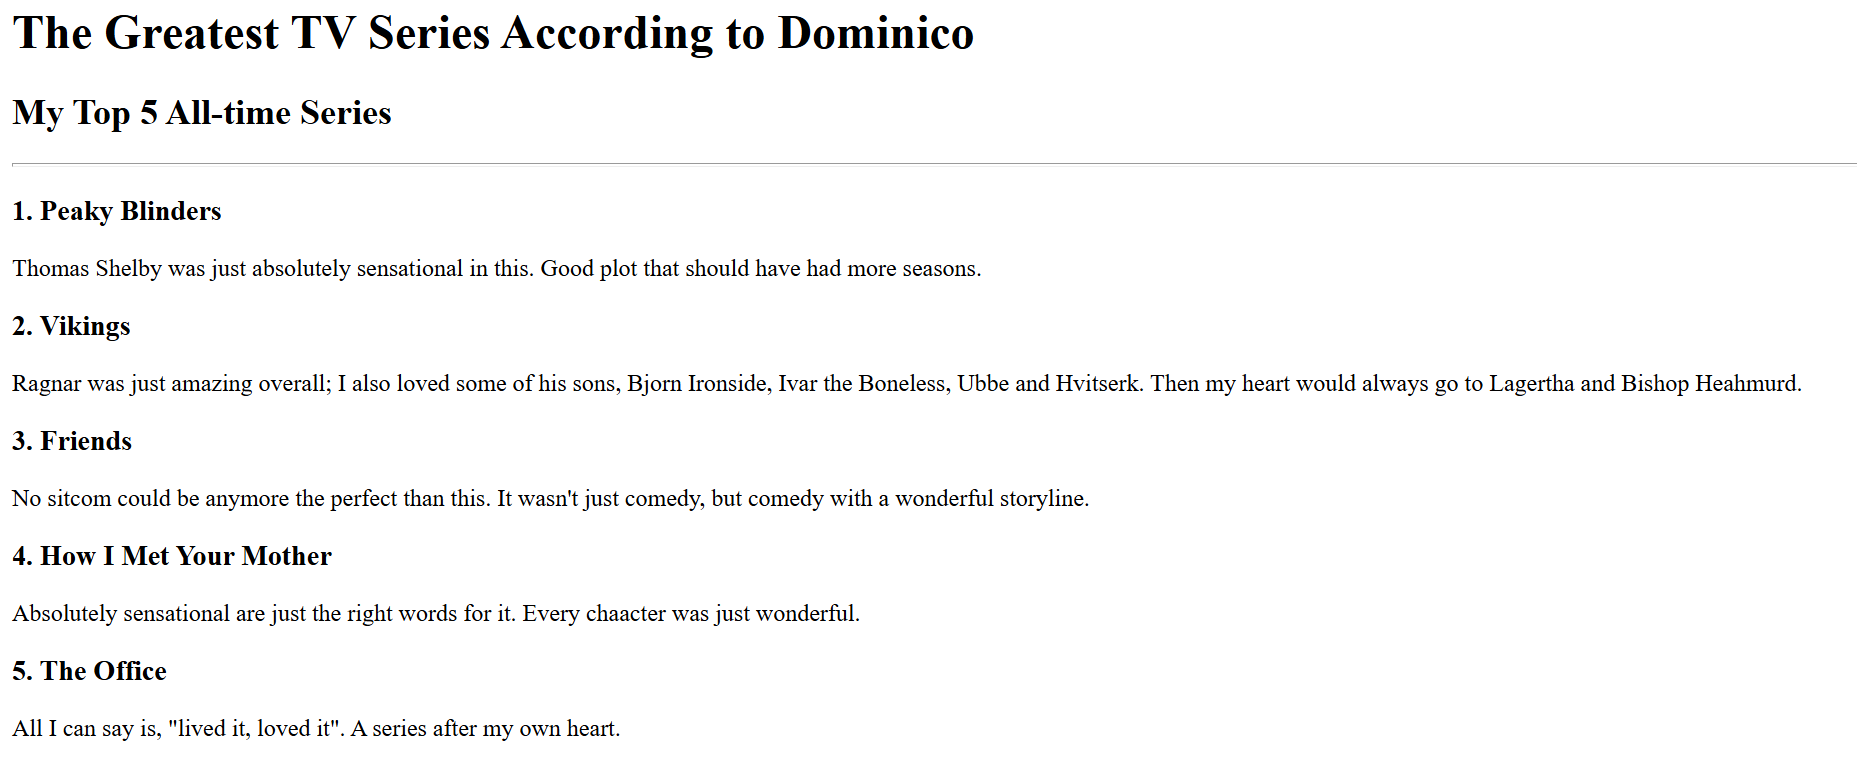 The Greatest TV Series According to Dominico
My Top 5 All-time Series
1. Peaky Blinders
Thomas Shelby was just absolutely sensational in this. Good plot that should have had more seasons.
2. Vikings
Ragnar was just amazing overall; I also loved some of his sons, Bjorn Ironside, Ivar the Boneless, Ubbe and Hvitserk. Then my heart would always go to Lagertha and Bishop Heahmurd.
3. Friends
No sitcom could be anymore the perfect than this. It wasn't just comedy, but comedy with a wonderful storyline.
4. How I Met Your Mother
Absolutely sensational are just the right words for it. Every chaacter was just wonderful.
5. The Office
All I can say is, "lived it, loved it". A series after my own heart.